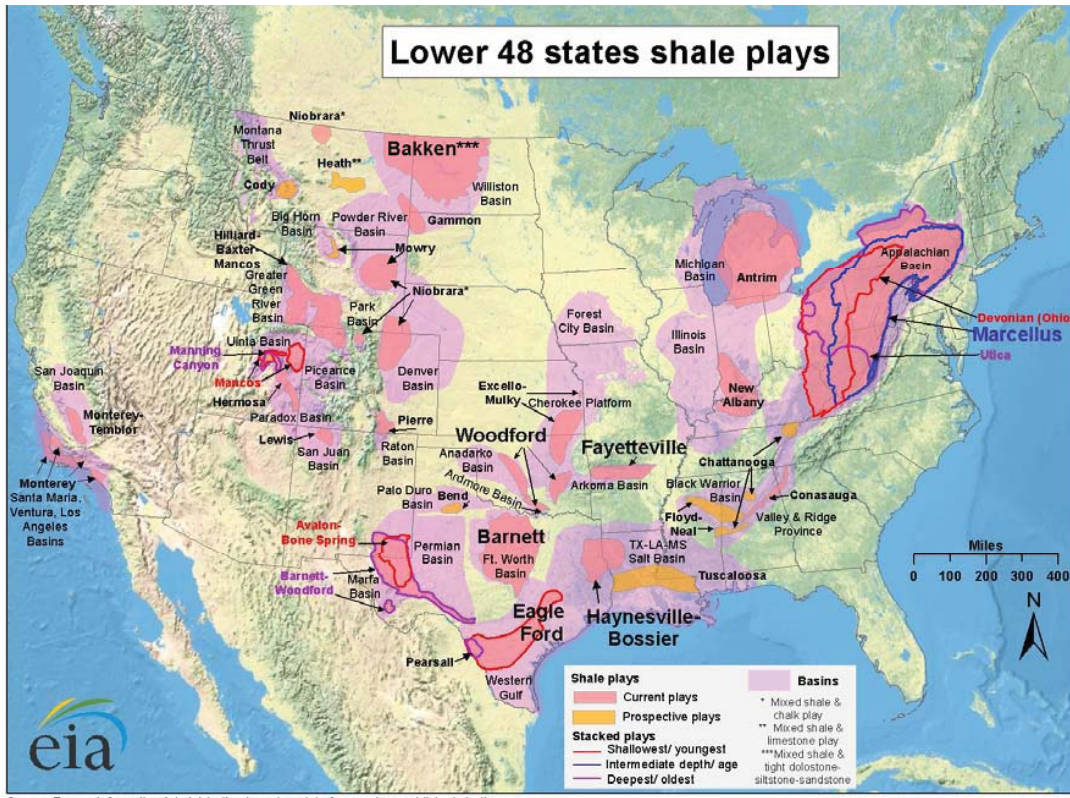 Lower 48 states shale plays
Niobrara*
Montana
Thrust
Belt
Bakken***
Heath**
Cody
Williston
Basin
Big Horn
Basin
Powder River
Basin
Gammon
Hilliard-
Baxter-
Mancos
Mowry
Greater
Green
River
Basin
Niobrara*
Park
Basin
Michigan
Basin
Antrim
Appalachian
Basin
Devonian (Ohio
Marcellus
Utica
Forest
City Basin
Illinois
Basin
Uinta Basin
Manning
Canyon
Mancos
Piceance
Basin
Denver
Basin
San Joaquin
Basin
Hermosa
Excello-
Mulky
Cherokee Platform
New
Albany
Monterey-
Temblor
Paradox Basin
Pierre
Lewis
San Juan
Basin
Raton
Basin
Woodford
Anadarko
Basin
Fayetteville
Chattanooga
Monterey
Santa Maria,
Ventura, Los
Angeles
Basins
Ardmore Basin
Arkoma Basin
Black Warrior
Basin
Conasauga
Palo Duro
Basin
Bend
Floyd-
Neal
Valley & Ridge
Province
Avalon-
Bone Spring
Permian
Basin
Barnett
Ft. Worth
Basin
TX-LA-MS
Salt Basin
Tuscaloosa
Barnett-
Woodford
Marfa
Basin
Eagle
Ford
Haynesville-
Bossier
Pearsall
Western
Gulf
Miles
0 100 200 300 400
N
Shale plays
Current plays
Prospective plays
Stacked plays
Shallowest/ youngest
Intermediate depth/ age
Deepest/ oldest
Basins
* Mixed shale &
chalk play
** Mixed shale &
limestone play
***Mixed shale &
tight dolostone-
siltstone-sandstone
eia